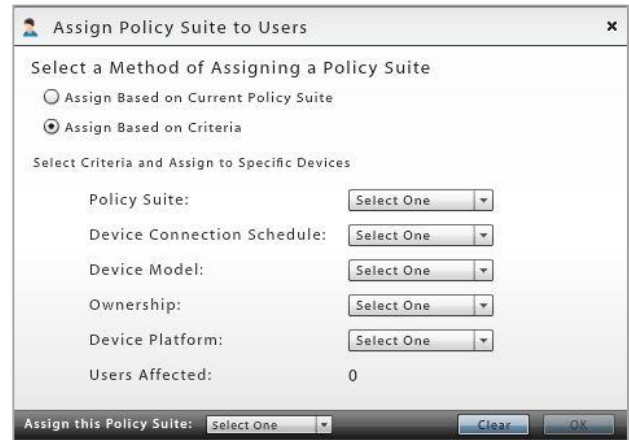 Assign Policy Suite to Users
Select a Method of Assigning a Policy Suite
Assign Based on Current Policy Suite
Assign Based on Criteria
Select Criteria and Assign to Specific Devices
Policy Suite: Select One
Device Connection Schedule: Select One
Device Model: Select One
Ownership: Select One
Device Platform: Select One
Users Affected: 0
Assign this Policy Suite: Select One Clear OK